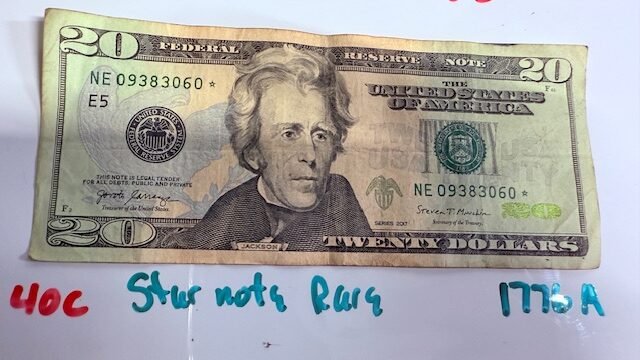 20 FEDERAL RESERVE NOTE 20
NE 09383060 *
E5
THE
UNITED STATES
OF AMERICA
THIS NOTE IS LEGAL TENDER
FOR ALL DEBTS, PUBLIC AND PRIVATE
Treasurer of the United States.
NE 09383060 *
SERIES 2017
Steven T. Mnuchin
Secretary of the Treasury.
20
JACKSON
TWENTY DOLLARS
20
40C Star note Rare 1776A